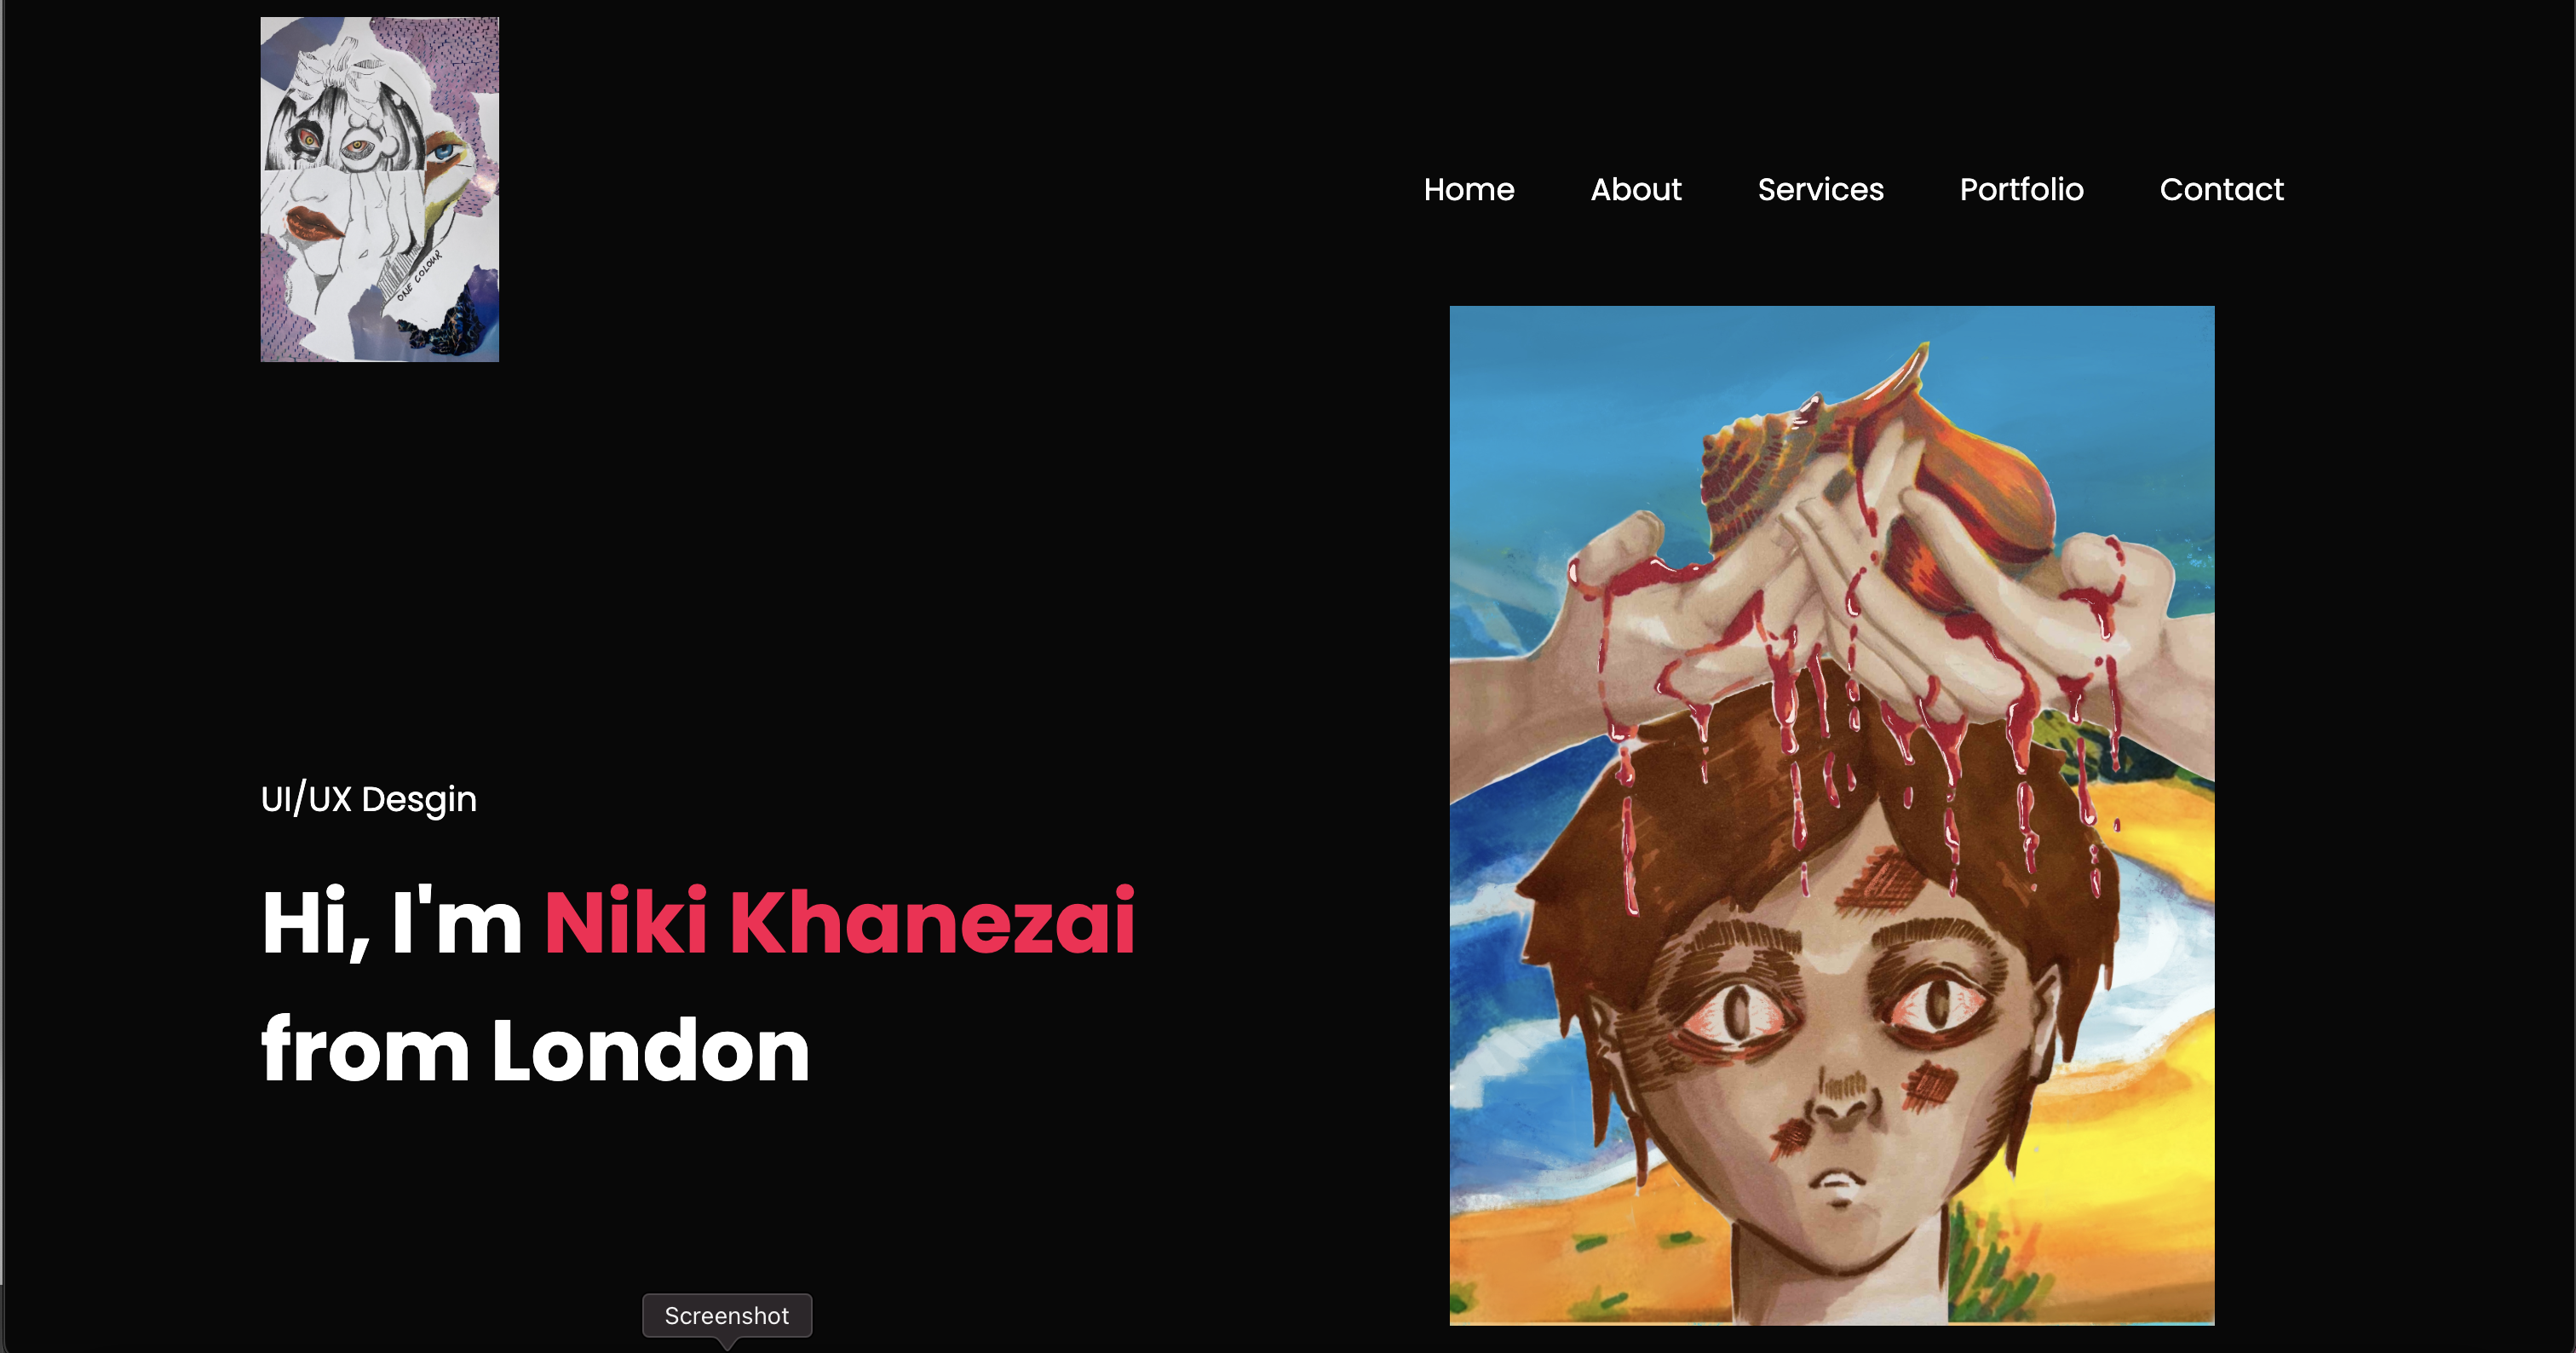 ONE COLOUR
Home About Services Portfolio Contact
UI/UX Desgin
Hi, I'm Niki Khanezai
from London
Screenshot